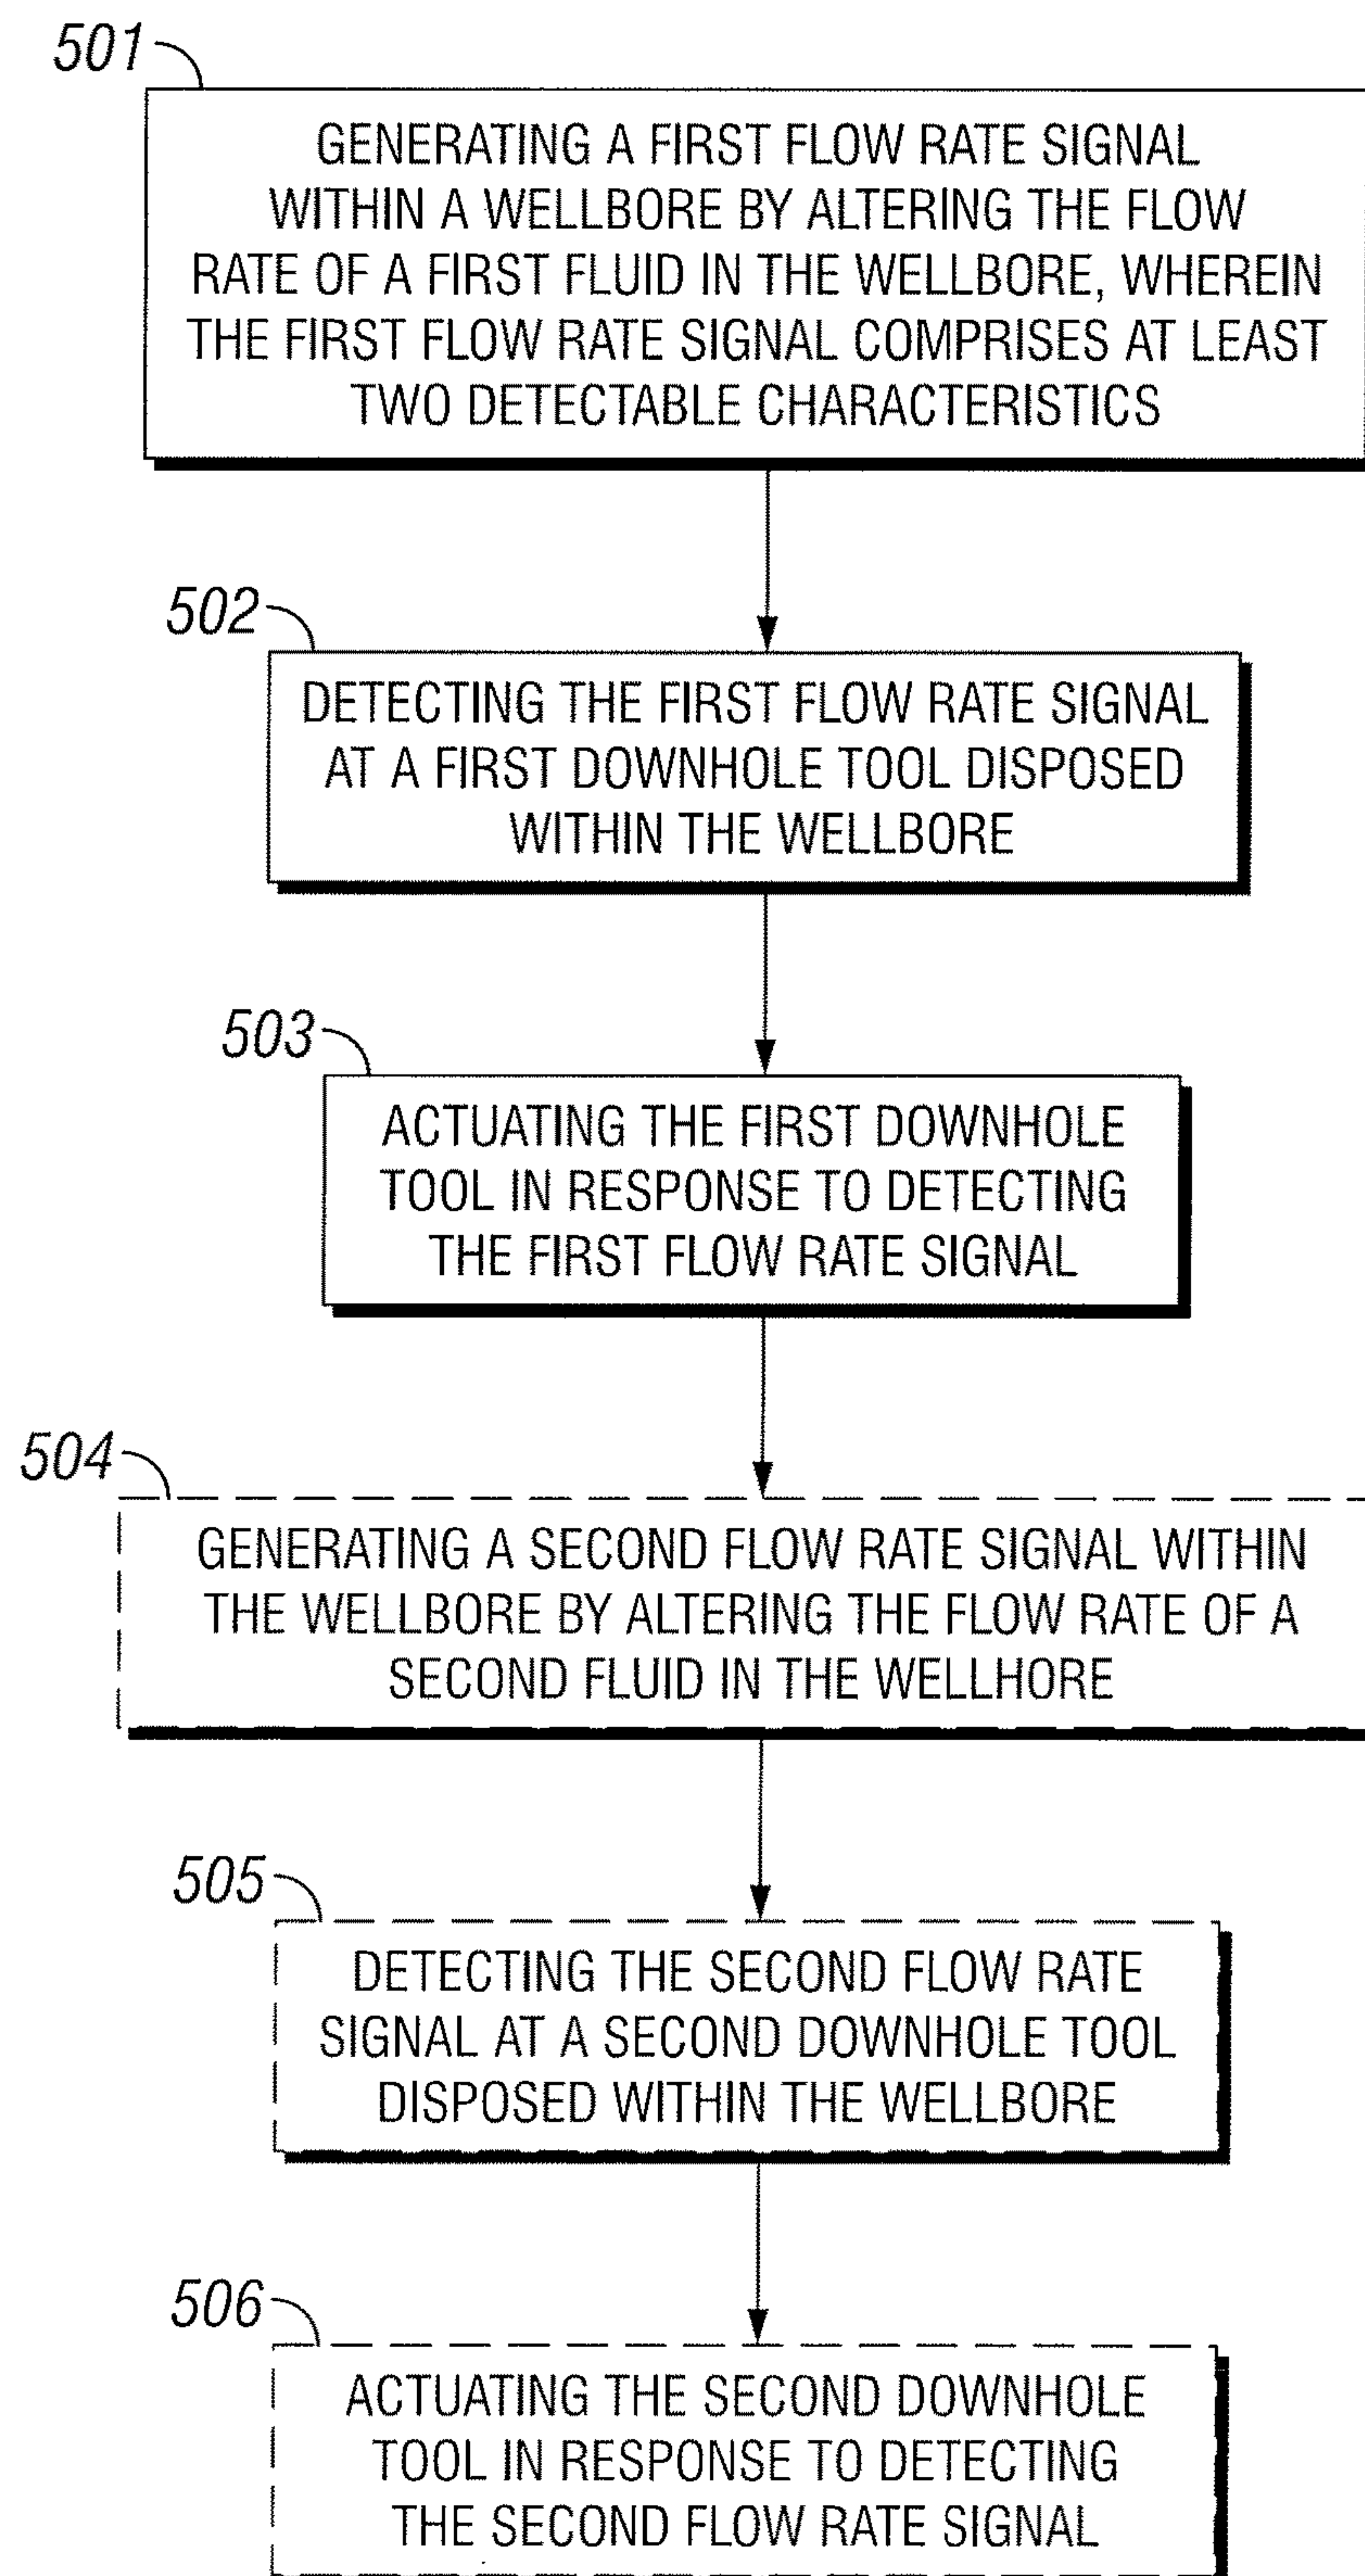 501
GENERATING A FIRST FLOW RATE SIGNAL
WITHIN A WELLBORE BY ALTERING THE FLOW
RATE OF A FIRST FLUID IN THE WELLBORE, WHEREIN
THE FIRST FLOW RATE SIGNAL COMPRISES AT LEAST
TWO DETECTABLE CHARACTERISTICS
502
DETECTING THE FIRST FLOW RATE SIGNAL
AT A FIRST DOWNHOLE TOOL DISPOSED
WITHIN THE WELLBORE
503
ACTUATING THE FIRST DOWNHOLE
TOOL IN RESPONSE TO DETECTING
THE FIRST FLOW RATE SIGNAL
504
GENERATING A SECOND FLOW RATE SIGNAL WITHIN
THE WELLBORE BY ALTERING THE FLOW RATE OF A
SECOND FLUID IN THE WELLHORE
505
DETECTING THE SECOND FLOW RATE
SIGNAL AT A SECOND DOWNHOLE TOOL
DISPOSED WITHIN THE WELLBORE
506
ACTUATING THE SECOND DOWNHOLE
TOOL IN RESPONSE TO DETECTING
THE SECOND FLOW RATE SIGNAL